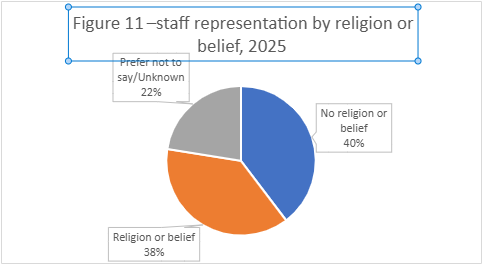 Figure 11 –staff representation by religion or
belief, 2025
Prefer not to
say/Unknown
22%
No religion or
belief
40%
Religion or belief
38%